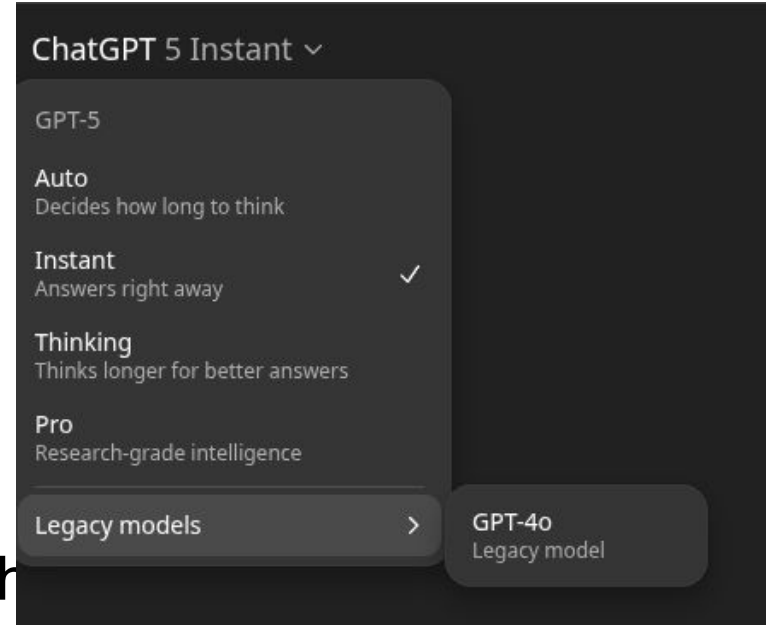 ChatGPT 5 Instant
GPT-5
Auto
Decides how long to think
Instant
Answers right away
Thinking
Thinks longer for better answers
Pro
Research-grade intelligence
Legacy models
GPT-4o
Legacy model